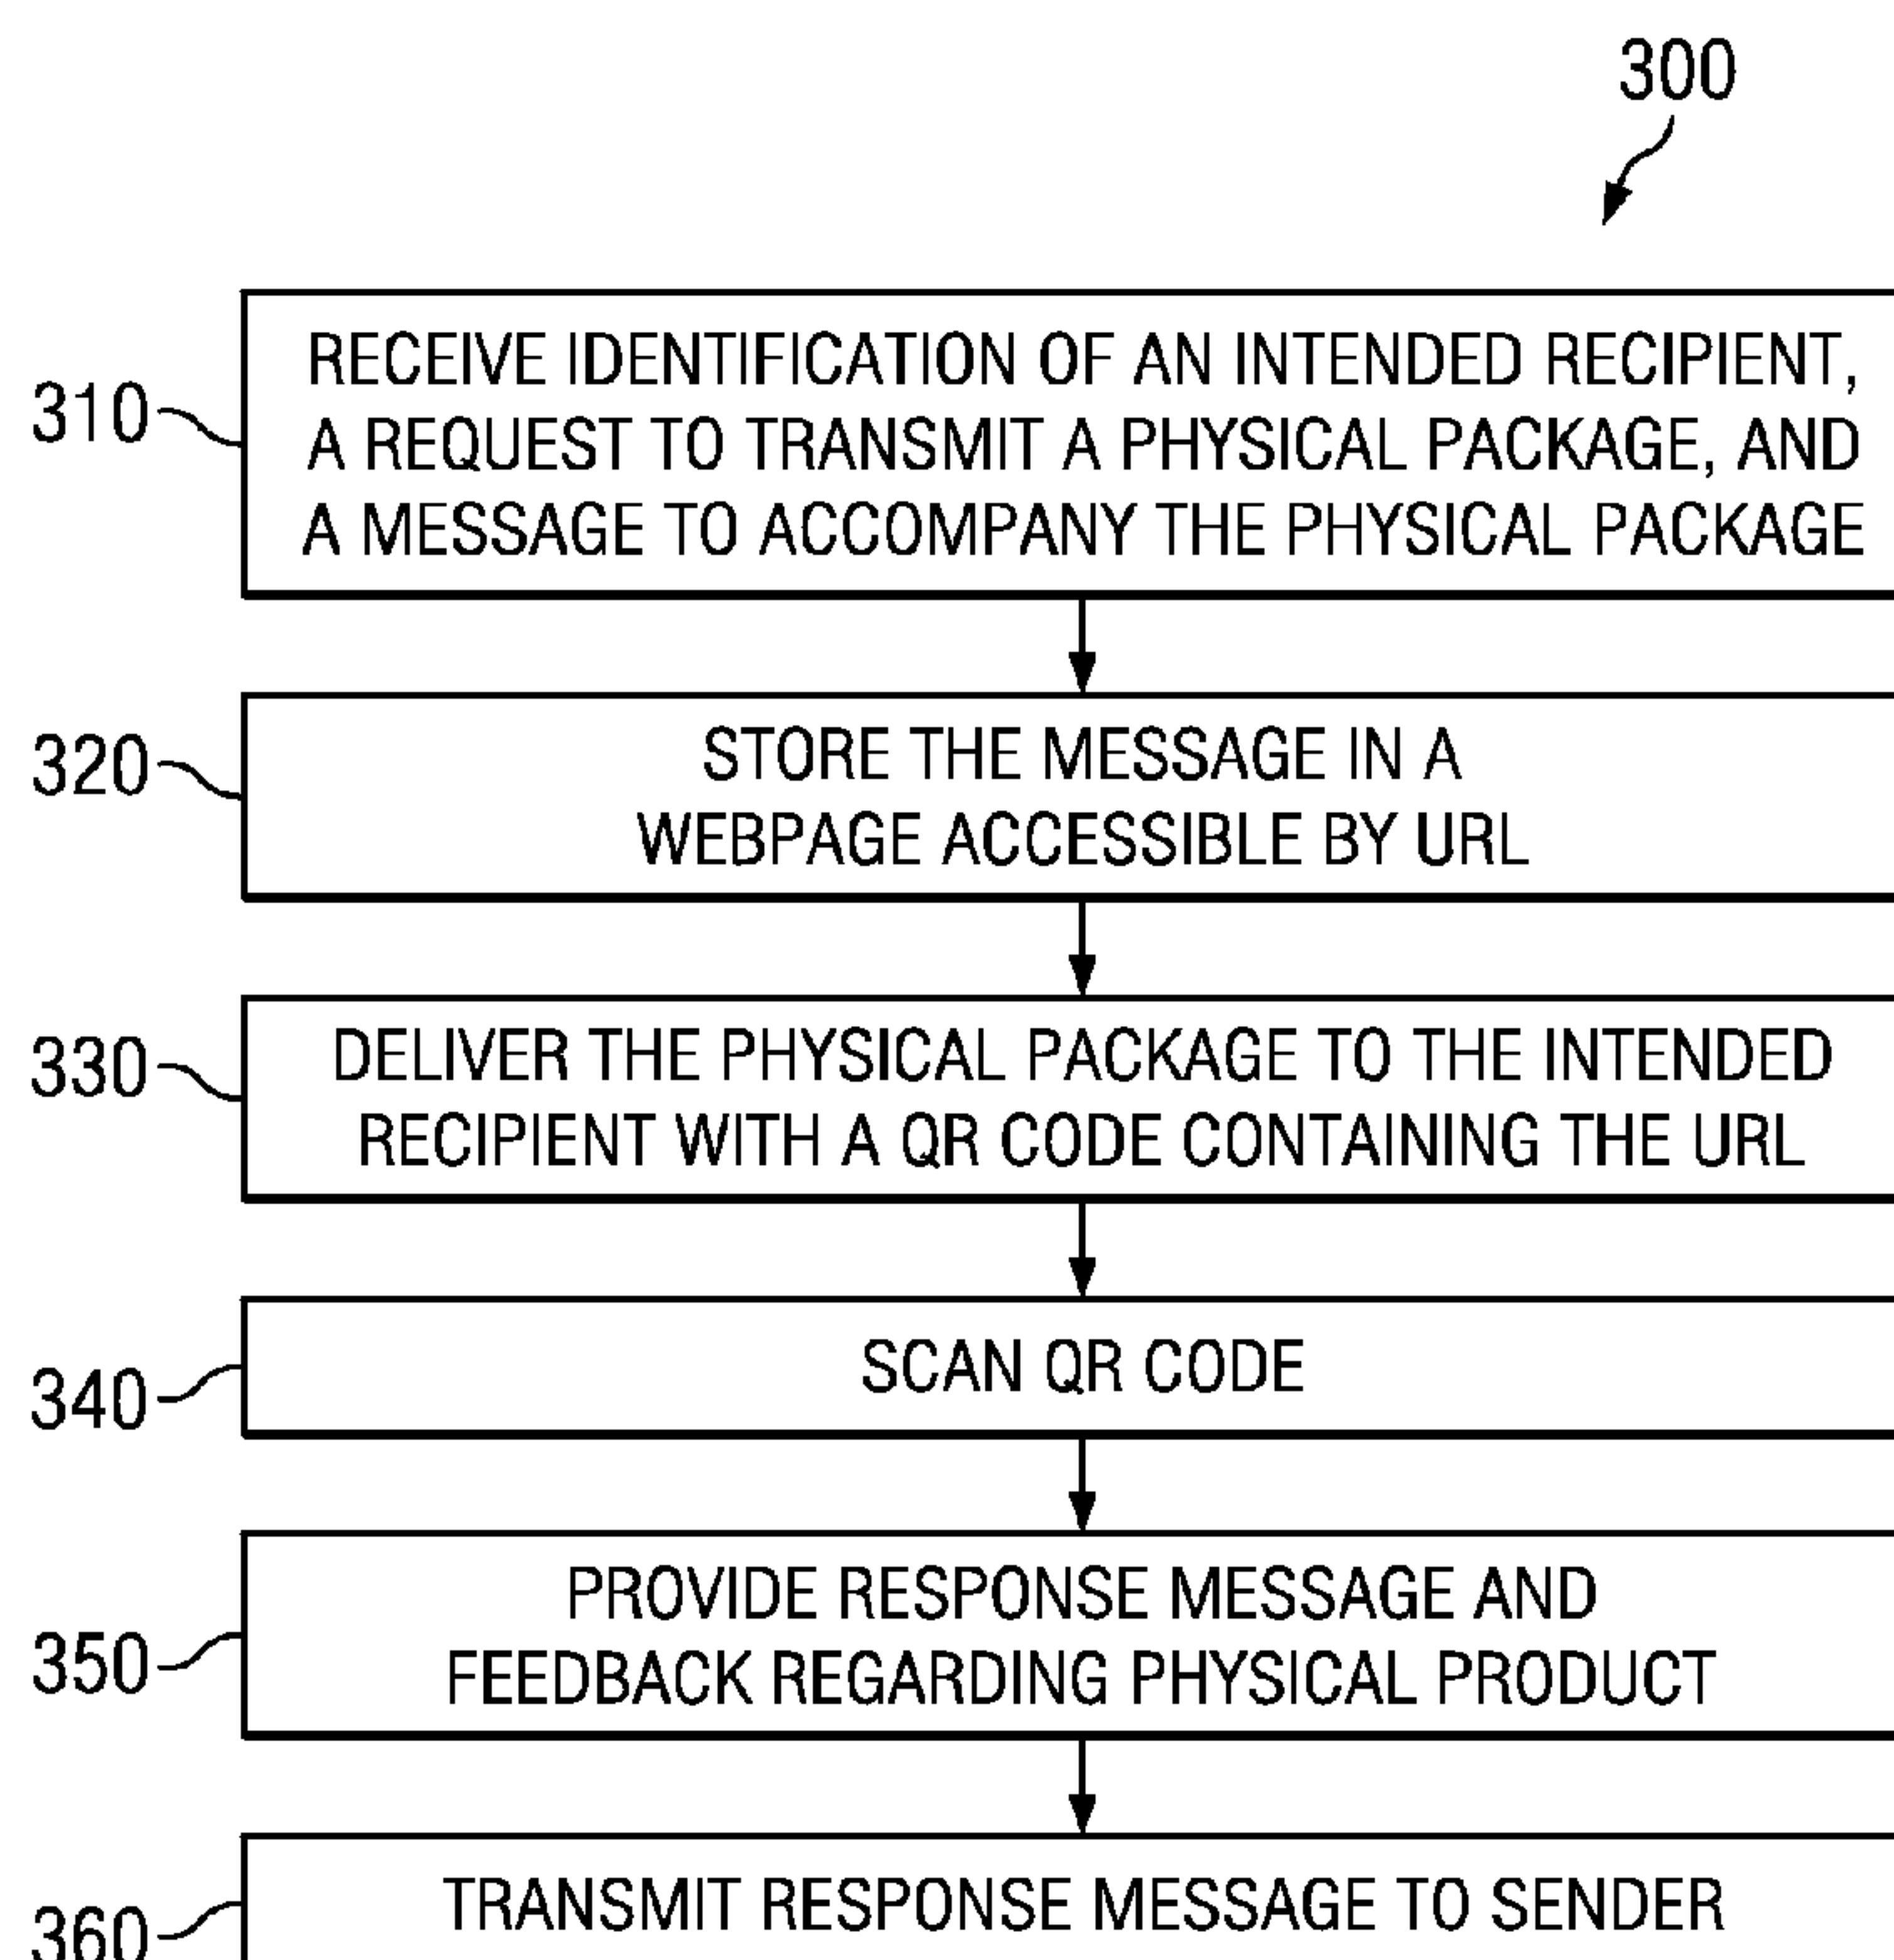 300
310
RECEIVE IDENTIFICATION OF AN INTENDED RECIPIENT,
A REQUEST TO TRANSMIT A PHYSICAL PACKAGE, AND
A MESSAGE TO ACCOMPANY THE PHYSICAL PACKAGE
320
STORE THE MESSAGE IN A
WEBPAGE ACCESSIBLE BY URL
330
DELIVER THE PHYSICAL PACKAGE TO THE INTENDED
RECIPIENT WITH A QR CODE CONTAINING THE URL
340
SCAN QR CODE
350
PROVIDE RESPONSE MESSAGE AND
FEEDBACK REGARDING PHYSICAL PRODUCT
360
TRANSMIT RESPONSE MESSAGE TO SENDER